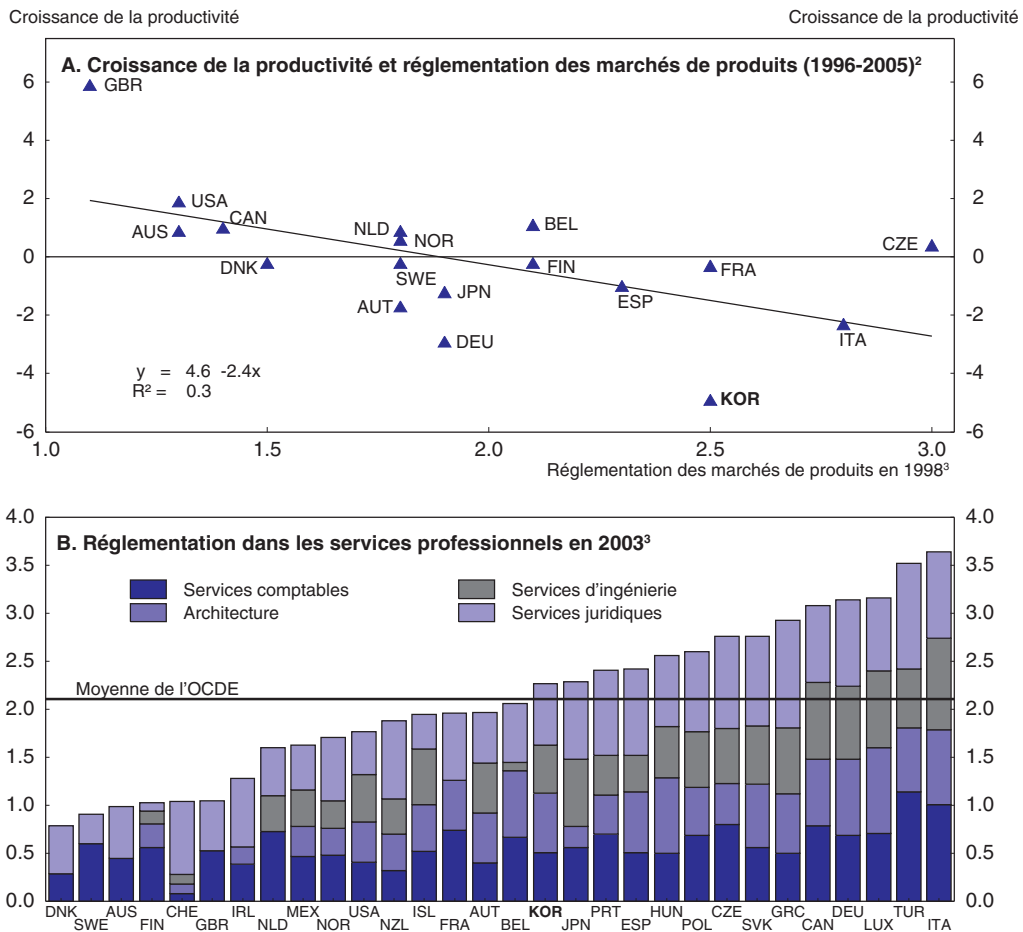 Croissance de la productivité Croissance de la productivité
A. Croissance de la productivité et réglementation des marchés de produits (1996-2005)²
6 6
GBR
4 4
2 USA 2
CAN
AUS NLD NOR BEL CZE
0 0
DNK SWE FIN FRA
JPN
ESP
-2 AUT -2
DEU ITA
-4 -4
y = 4.6 -2.4x
R² = 0.3
KOR
-6 -6
1.0 1.5 2.0 2.5 3.0
Réglementation des marchés de produits en 1998³
4.0 4.0
B. Réglementation dans les services professionnels en 2003³
3.5 3.5
Services comptables Services d'ingénierie
Architecture Services juridiques
3.0 3.0
2.5 2.5
Moyenne de l'OCDE
2.0 2.0
1.5 1.5
1.0 1.0
0.5 0.5
0.0 0.0
DNK AUS CHE IRL MEX USA ISL AUT KOR PRT HUN CZE GRC DEU TUR
SWE FIN GBR NLD NOR NZL FRA BEL JPN ESP POL SVK CAN LUX ITA